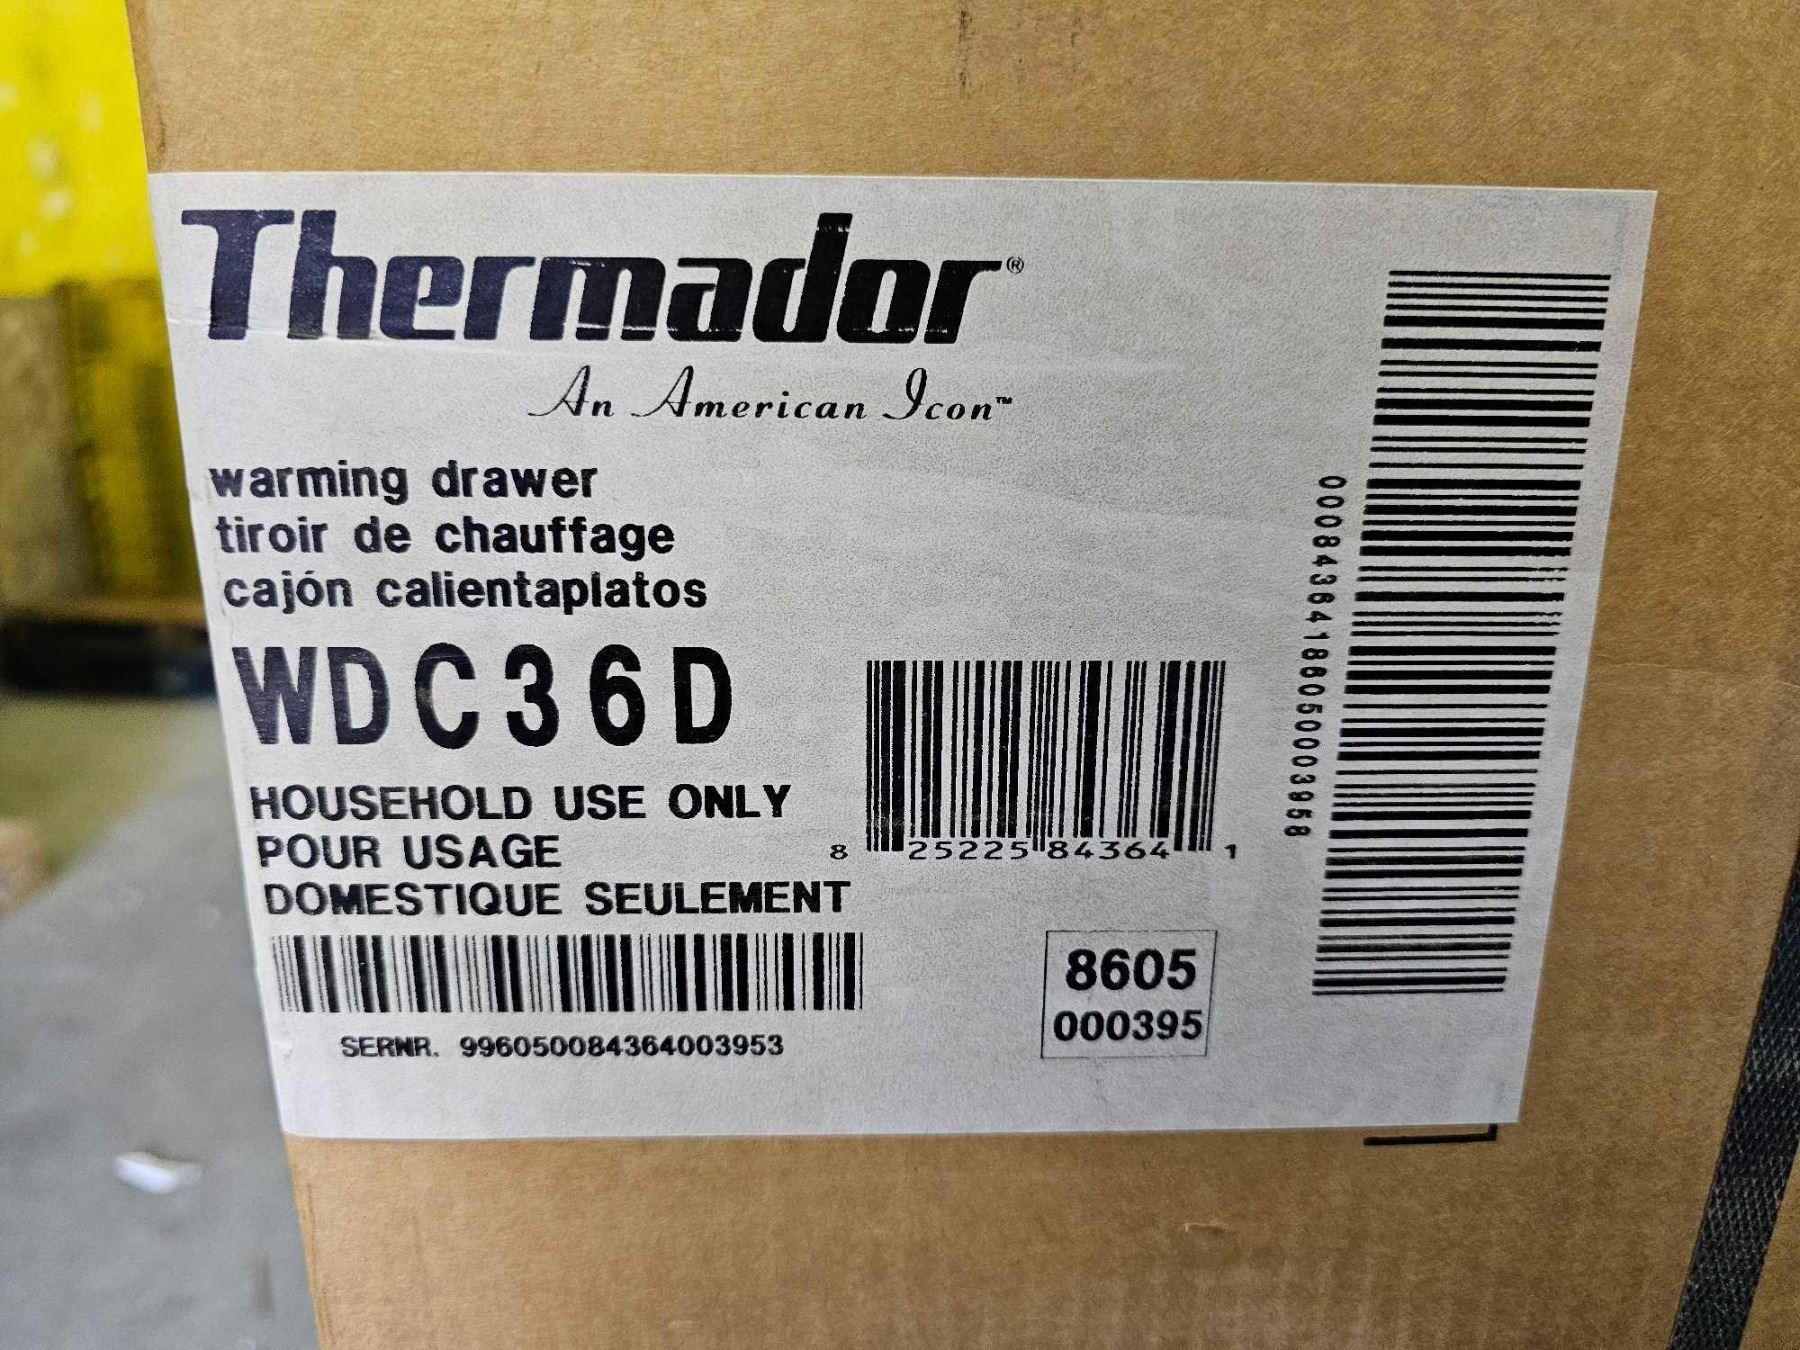 Thermador®
An American Icon™
warming drawer
tiroir de chauffage
cajón calientaplatos
WDC36D
HOUSEHOLD USE ONLY
POUR USAGE
DOMESTIQUE SEULEMENT
8 25225 84364 1
SERNR. 996050084364003953
8605
000395
00084364186050003958